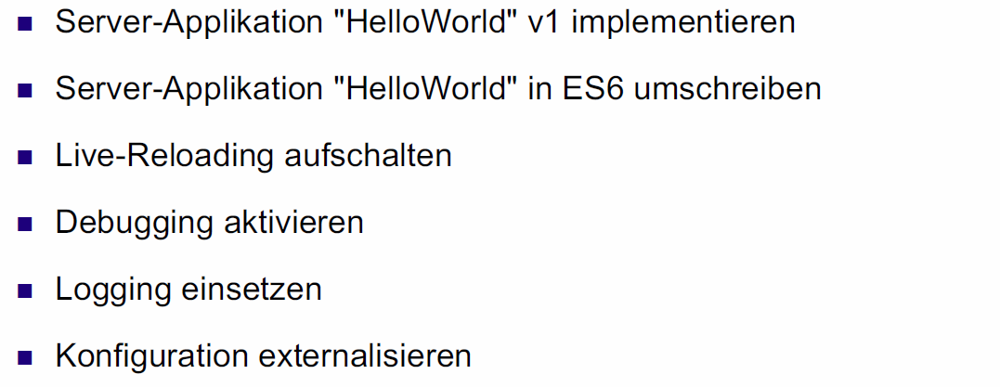 Server-Applikation "HelloWorld" v1 implementieren
Server-Applikation "HelloWorld" in ES6 umschreiben
Live-Reloading aufschalten
Debugging aktivieren
Logging einsetzen
Konfiguration externalisieren